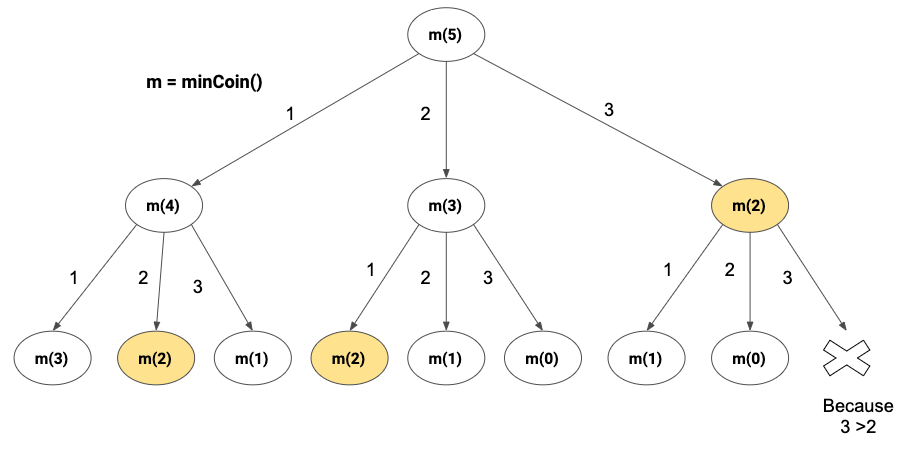 m(5)
m = minCoin()
1
2
3
m(4)
m(3)
m(2)
1
2
3
1
2
3
1
2
3
m(3)
m(2)
m(1)
m(2)
m(1)
m(0)
m(1)
m(0)
Because
3 >2